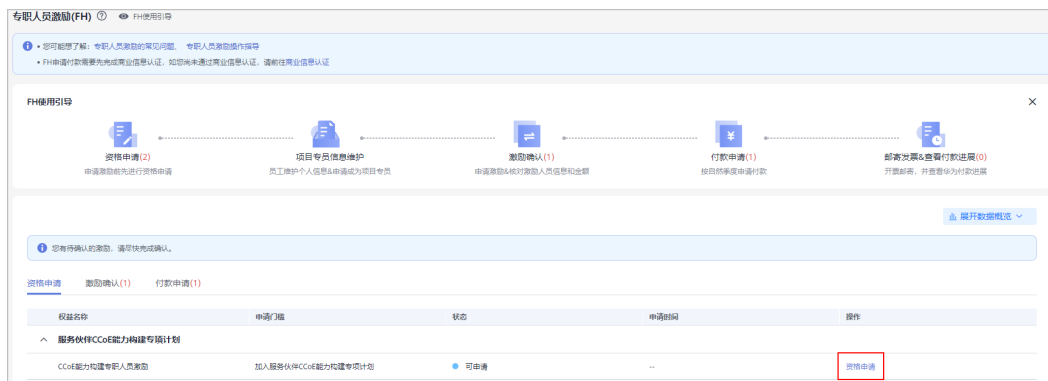 专职人员激励(FH) ? FH使用引导
• 您可能想了解：专职人员激励的常见问题、 专职人员激励操作指导
• FH申请付款需要先完成商业信息认证，如您尚未通过商业信息认证，请前往商业信息认证
FH使用引导
资格申请(2) 项目专员信息维护 激励确认(1) 付款申请(1) 邮寄发票&查看付款进展(0)
申请激励前先进行资格申请 员工维护个人信息&申请成为项目专员 申请激励&核对激励人员信息和金额 按自然季度申请付款 开票邮寄，并查看华为付款进展
展开数据概览
您有待确认的激励，请尽快完成确认。
资格申请 激励确认(1) 付款申请(1)
权益名称 申请门槛 状态 申请时间 操作
服务伙伴CCoE能力构建专项计划
CCoE能力构建专职人员激励 加入服务伙伴CCoE能力构建专项计划 可申请 -- 资格申请